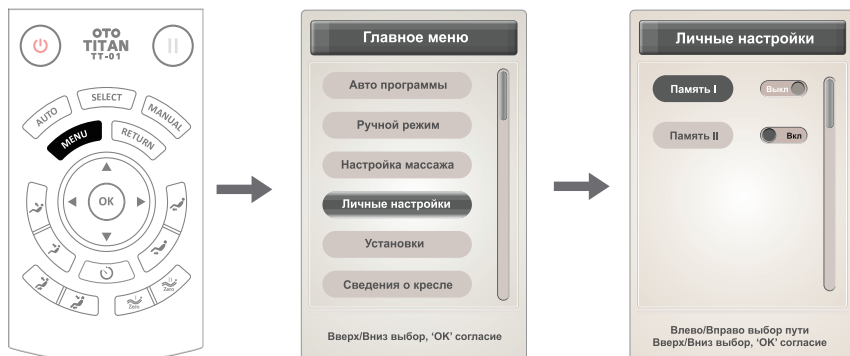 OTO
TITAN
TT-01
AUTO
SELECT
MANUAL
MENU
RETURN
OK
Zero
Zero
Главное меню
Авто программы
Ручной режим
Настройка массажа
Личные настройки
Установки
Сведения о кресле
Вверх/Вниз выбор, ‘OK’ согласие
Личные настройки
Память I
Выкл
Память II
Вкл
Влево/Вправо выбор пути
Вверх/Вниз выбор, ‘OK’ согласие